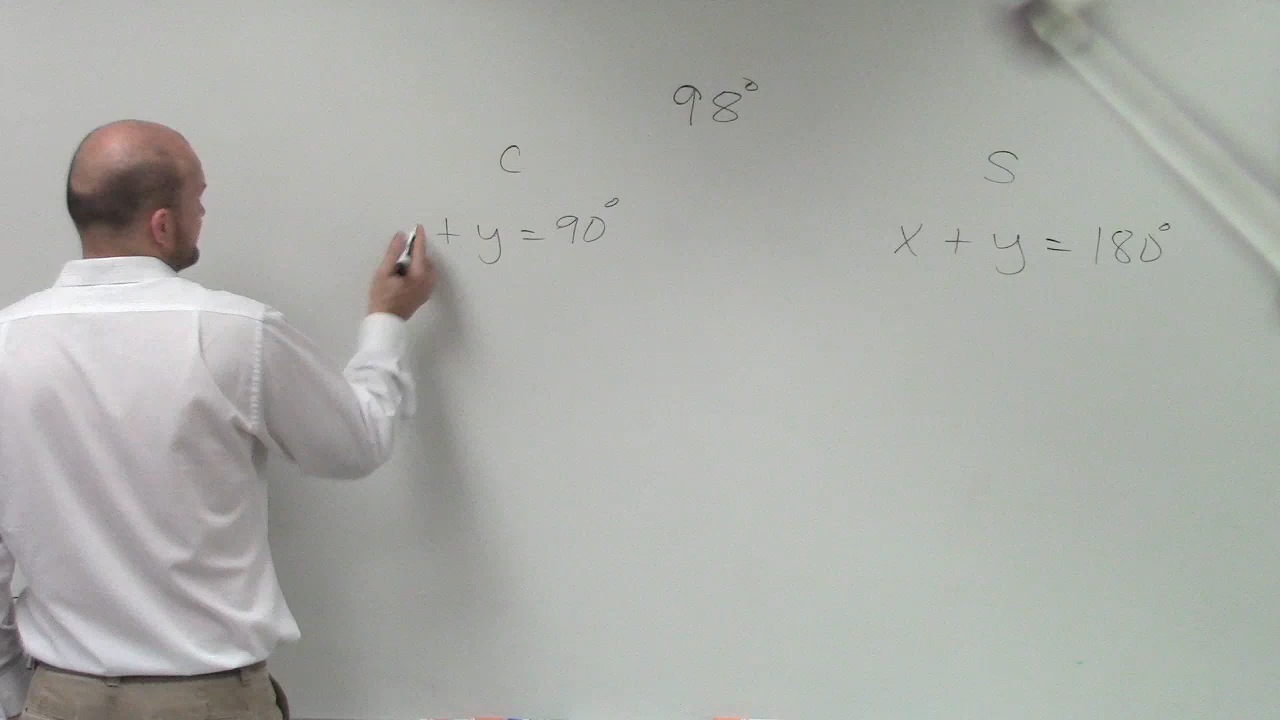 98°
C
+ y = 90°
S
x + y = 180°